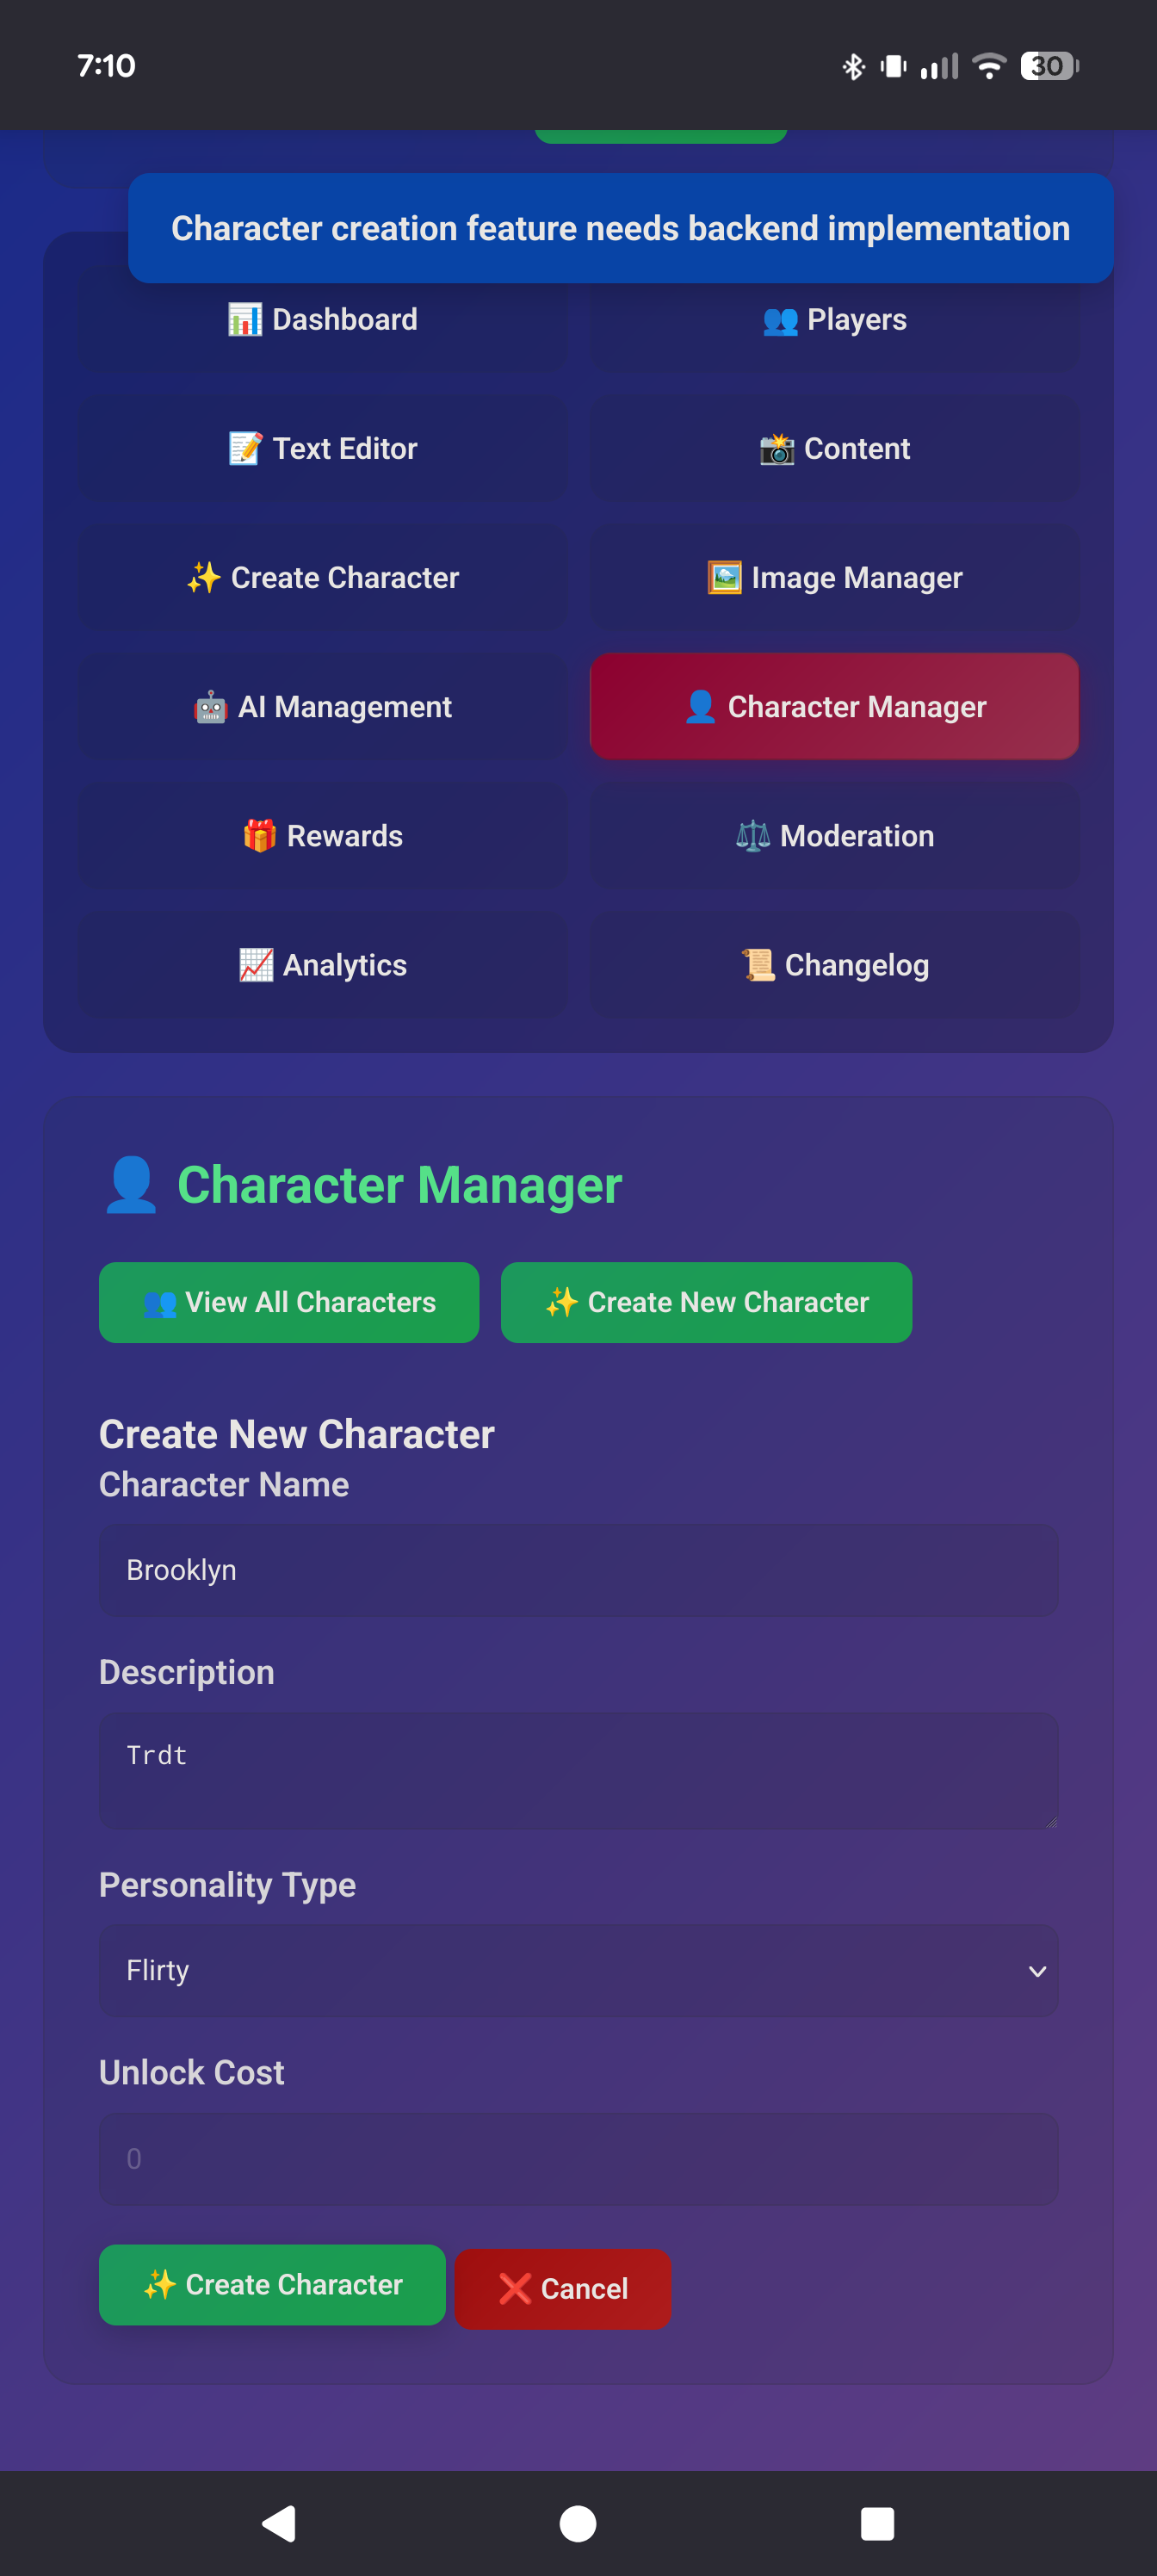 7:10
30
Character creation feature needs backend implementation
Dashboard
Players
Text Editor
Content
Create Character
Image Manager
AI Management
Character Manager
Rewards
Moderation
Analytics
Changelog
Character Manager
View All Characters
Create New Character
Create New Character
Character Name
Brooklyn
Description
Trdt
Personality Type
Flirty
Unlock Cost
0
Create Character
Cancel